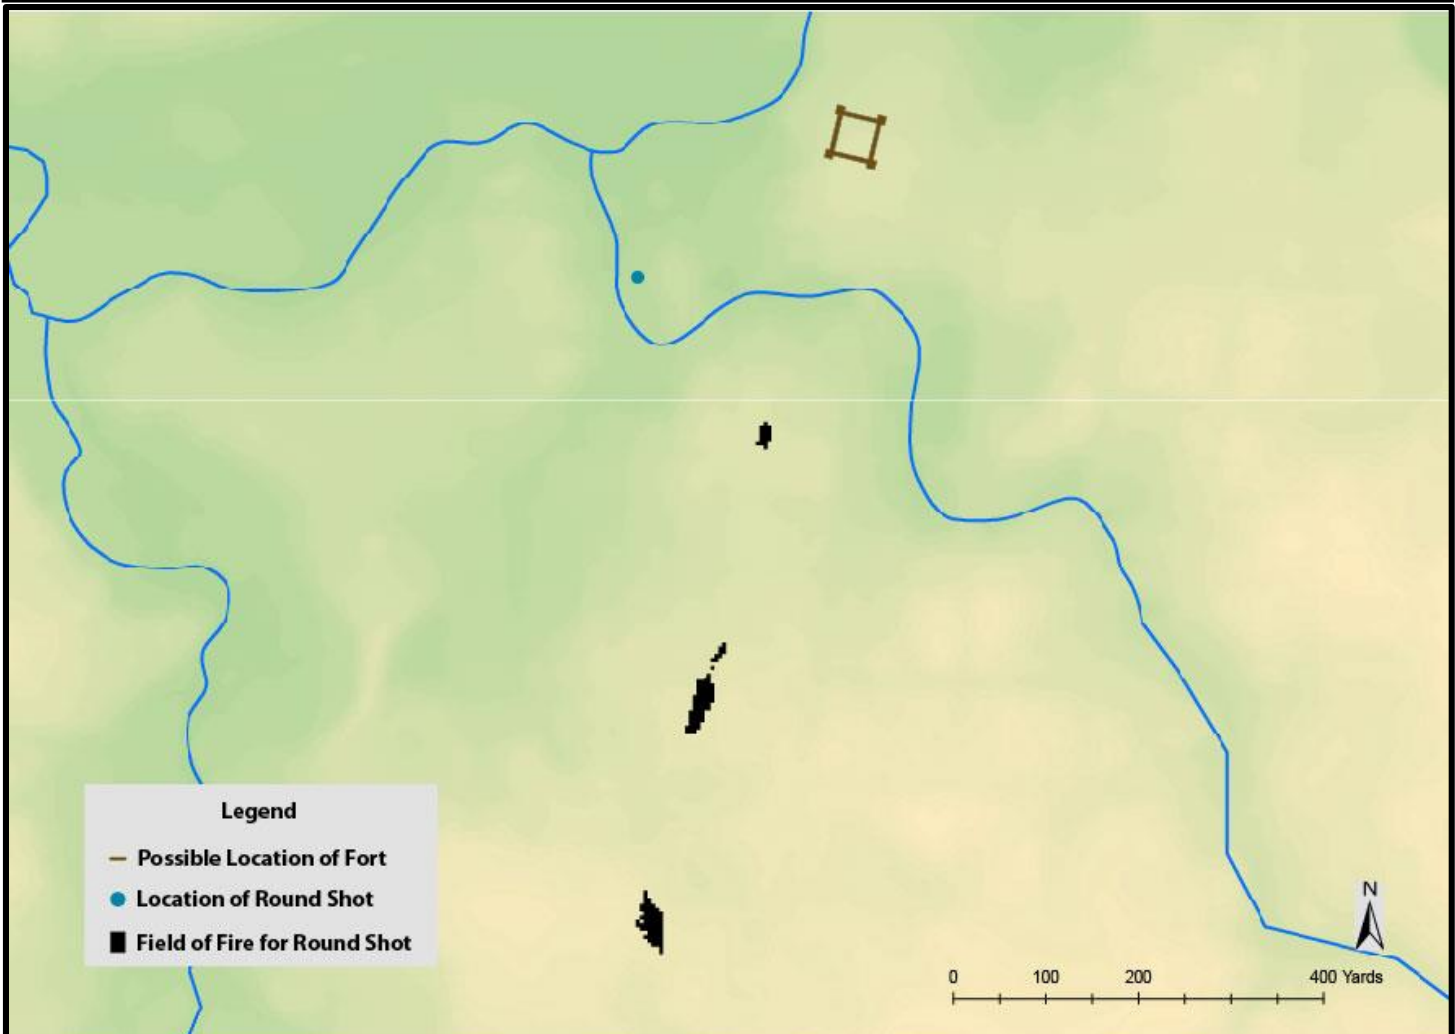 Legend
Possible Location of Fort
Location of Round Shot
Field of Fire for Round Shot
N
0 100 200 400 Yards